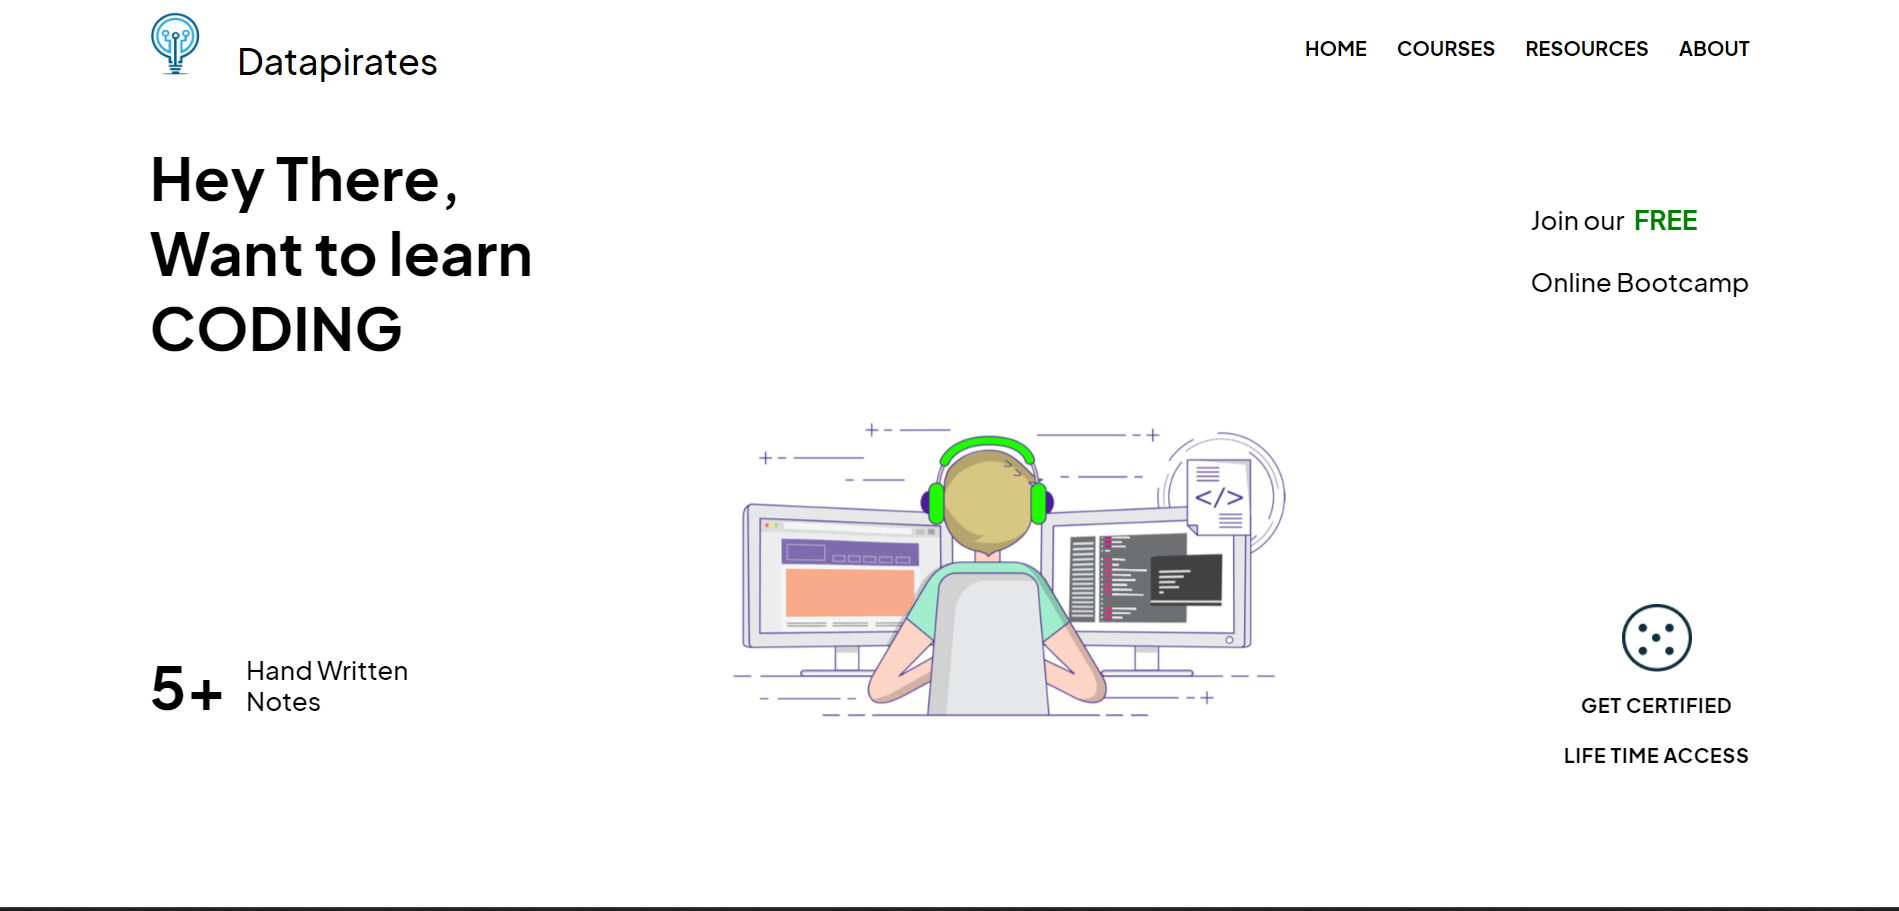 Datapirates
HOME COURSES RESOURCES ABOUT
Hey There,
Want to learn
CODING
Join our FREE
Online Bootcamp
</>
5+
Hand Written
Notes
GET CERTIFIED
LIFE TIME ACCESS